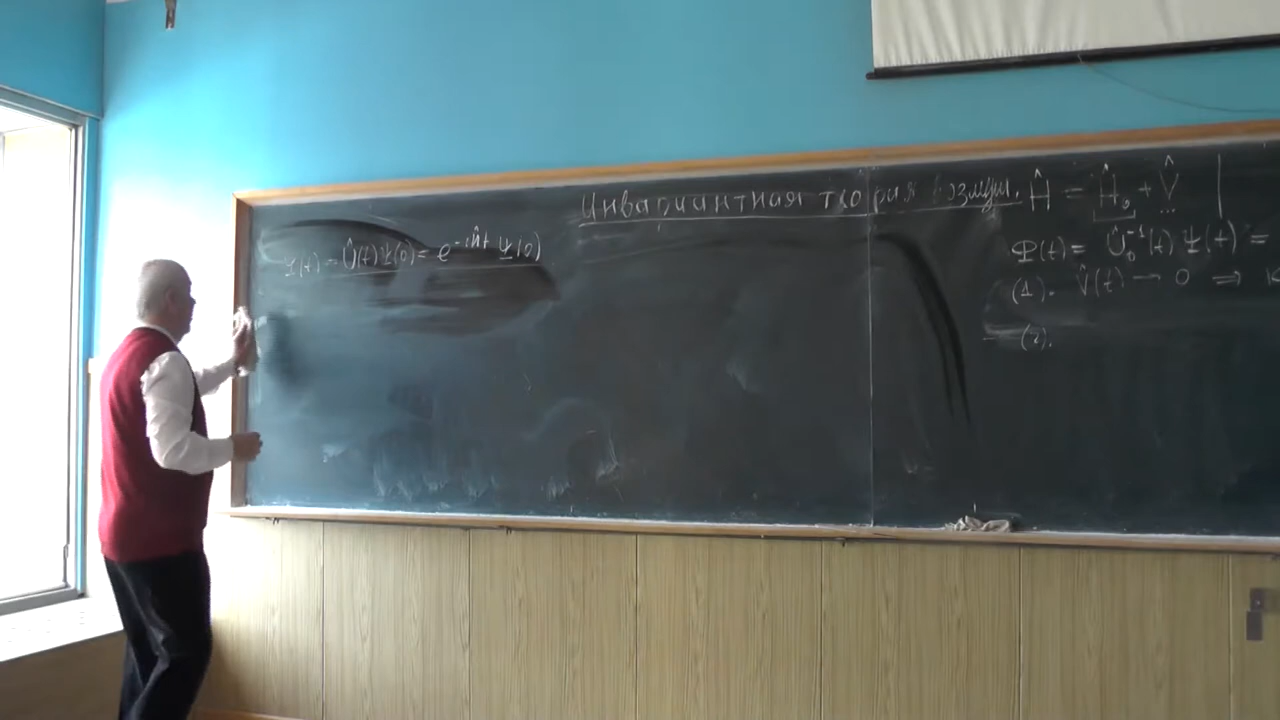 Инвариантная теория возмущ. Ĥ = Ĥ₀ + V̂ |
Ψ(t) = Û(t)Ψ(0) = e^{-iĤt} Ψ(0)
Φ(t) = Û₀⁻¹(t) Ψ(t) =
(1). V̂(t) → 0 ⇒
(2).